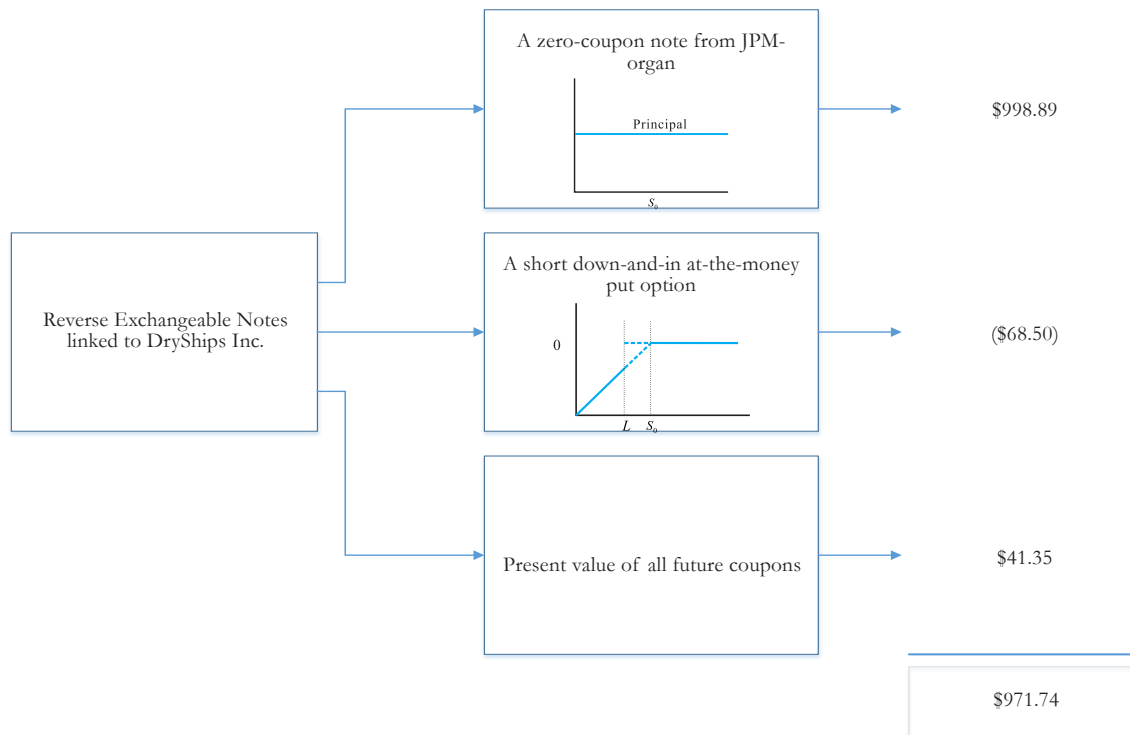 A zero-coupon note from JPM-
organ
Principal
S₀
$998.89
Reverse Exchangeable Notes
linked to DryShips Inc.
A short down-and-in at-the-money
put option
0
L S₀
($68.50)
Present value of all future coupons
$41.35
$971.74